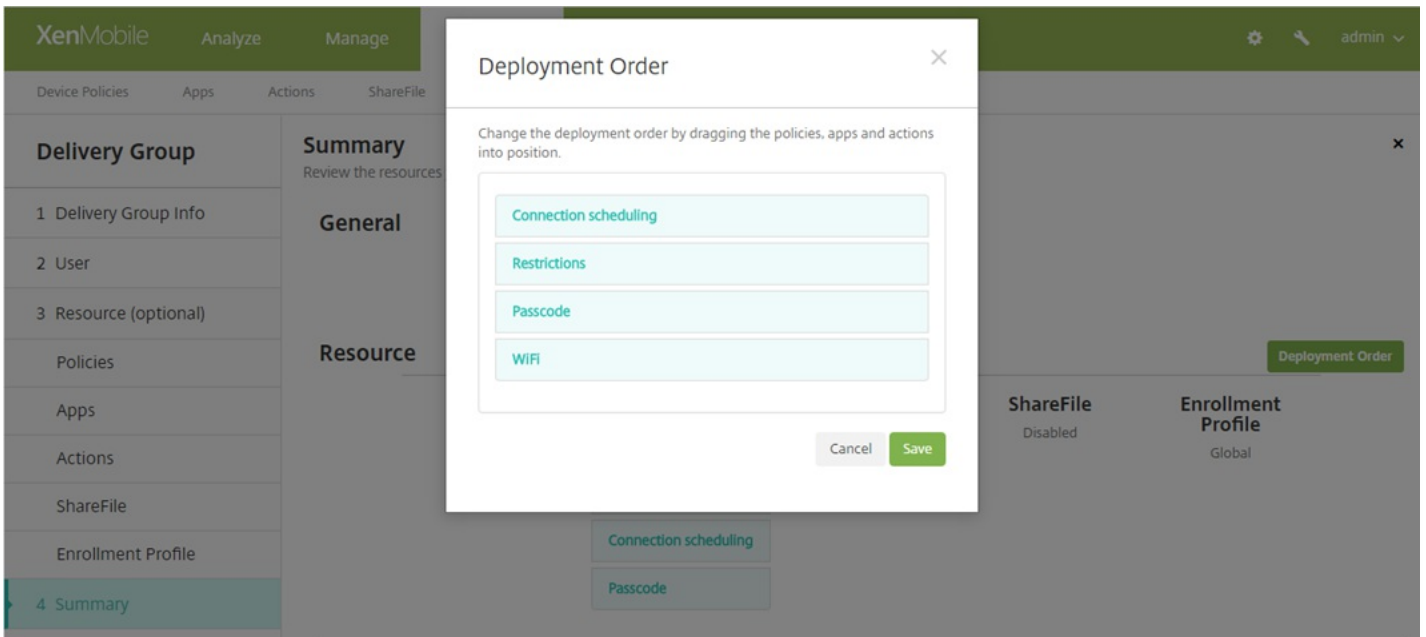 XenMobile
Analyze
Manage
admin
Device Policies
Apps
Actions
ShareFile
Delivery Group
1 Delivery Group Info
2 User
3 Resource (optional)
Policies
Apps
Actions
ShareFile
Enrollment Profile
4 Summary
Summary
Review the resources
General
Resource
Deployment Order
ShareFile
Disabled
Enrollment
Profile
Global
Connection scheduling
Passcode
Deployment Order
Change the deployment order by dragging the policies, apps and actions
into position.
Connection scheduling
Restrictions
Passcode
WiFi
Cancel
Save